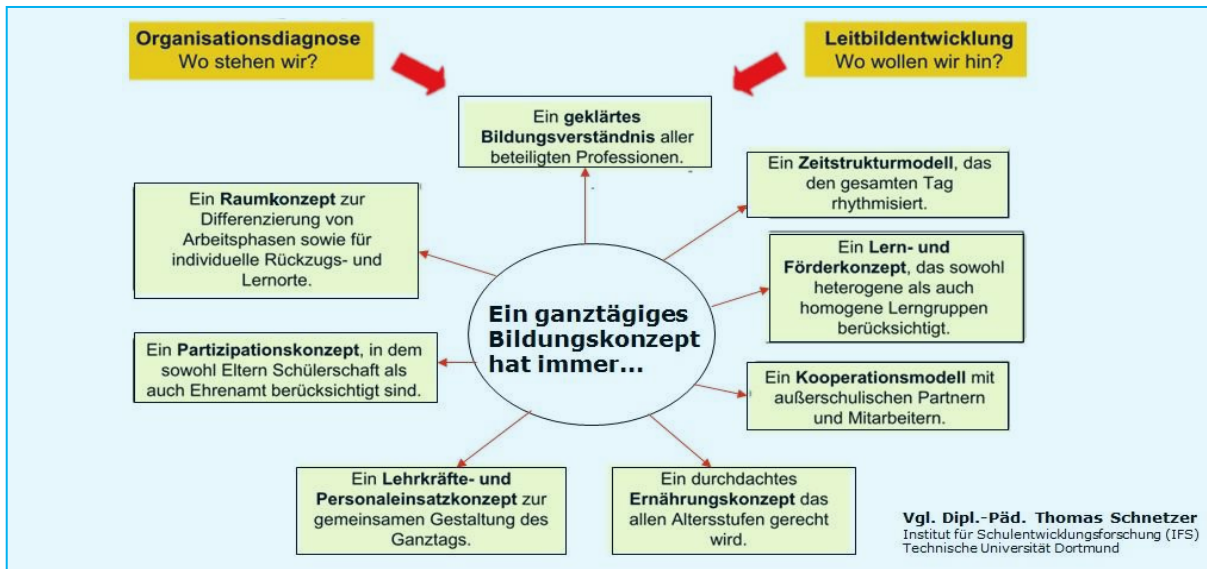 Organisationsdiagnose
Wo stehen wir?
Leitbildentwicklung
Wo wollen wir hin?
Ein geklärtes
Bildungsverständnis aller
beteiligten Professionen.
Ein Zeitstrukturmodell, das
den gesamten Tag
rhythmisiert.
Ein Raumkonzept zur
Differenzierung von
Arbeitsphasen sowie für
individuelle Rückzugs- und
Lernorte.
Ein Lern- und
Förderkonzept, das sowohl
heterogene als auch
homogene Lerngruppen
berücksichtigt.
Ein ganztägiges
Bildungskonzept
hat immer...
Ein Partizipationskonzept, in dem
sowohl Eltern Schülerschaft als
auch Ehrenamt berücksichtigt sind.
Ein Kooperationsmodell mit
außerschulischen Partnern
und Mitarbeitern.
Ein Lehrkräfte- und
Personaleinsatzkonzept zur
gemeinsamen Gestaltung des
Ganztags.
Ein durchdachtes
Ernährungskonzept das
allen Altersstufen gerecht
wird.
Vgl. Dipl.-Päd. Thomas Schnetzer
Institut für Schulentwicklungsforschung (IFS)
Technische Universität Dortmund